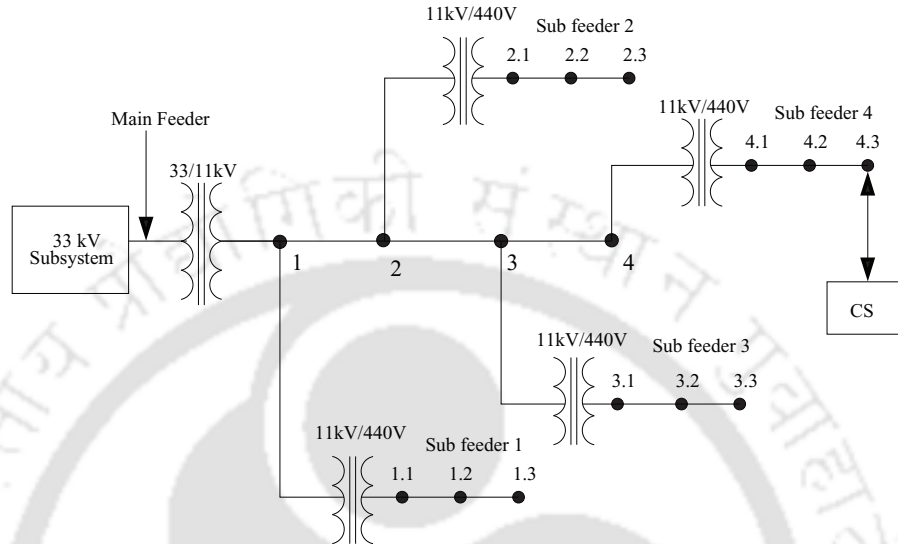 11kV/440V
Sub feeder 2
2.1 2.2 2.3
Main Feeder
11kV/440V
Sub feeder 4
4.1 4.2 4.3
33/11kV
33 kV
Subsystem
1
2
3
4
CS
11kV/440V
Sub feeder 3
3.1 3.2 3.3
11kV/440V
Sub feeder 1
1.1 1.2 1.3